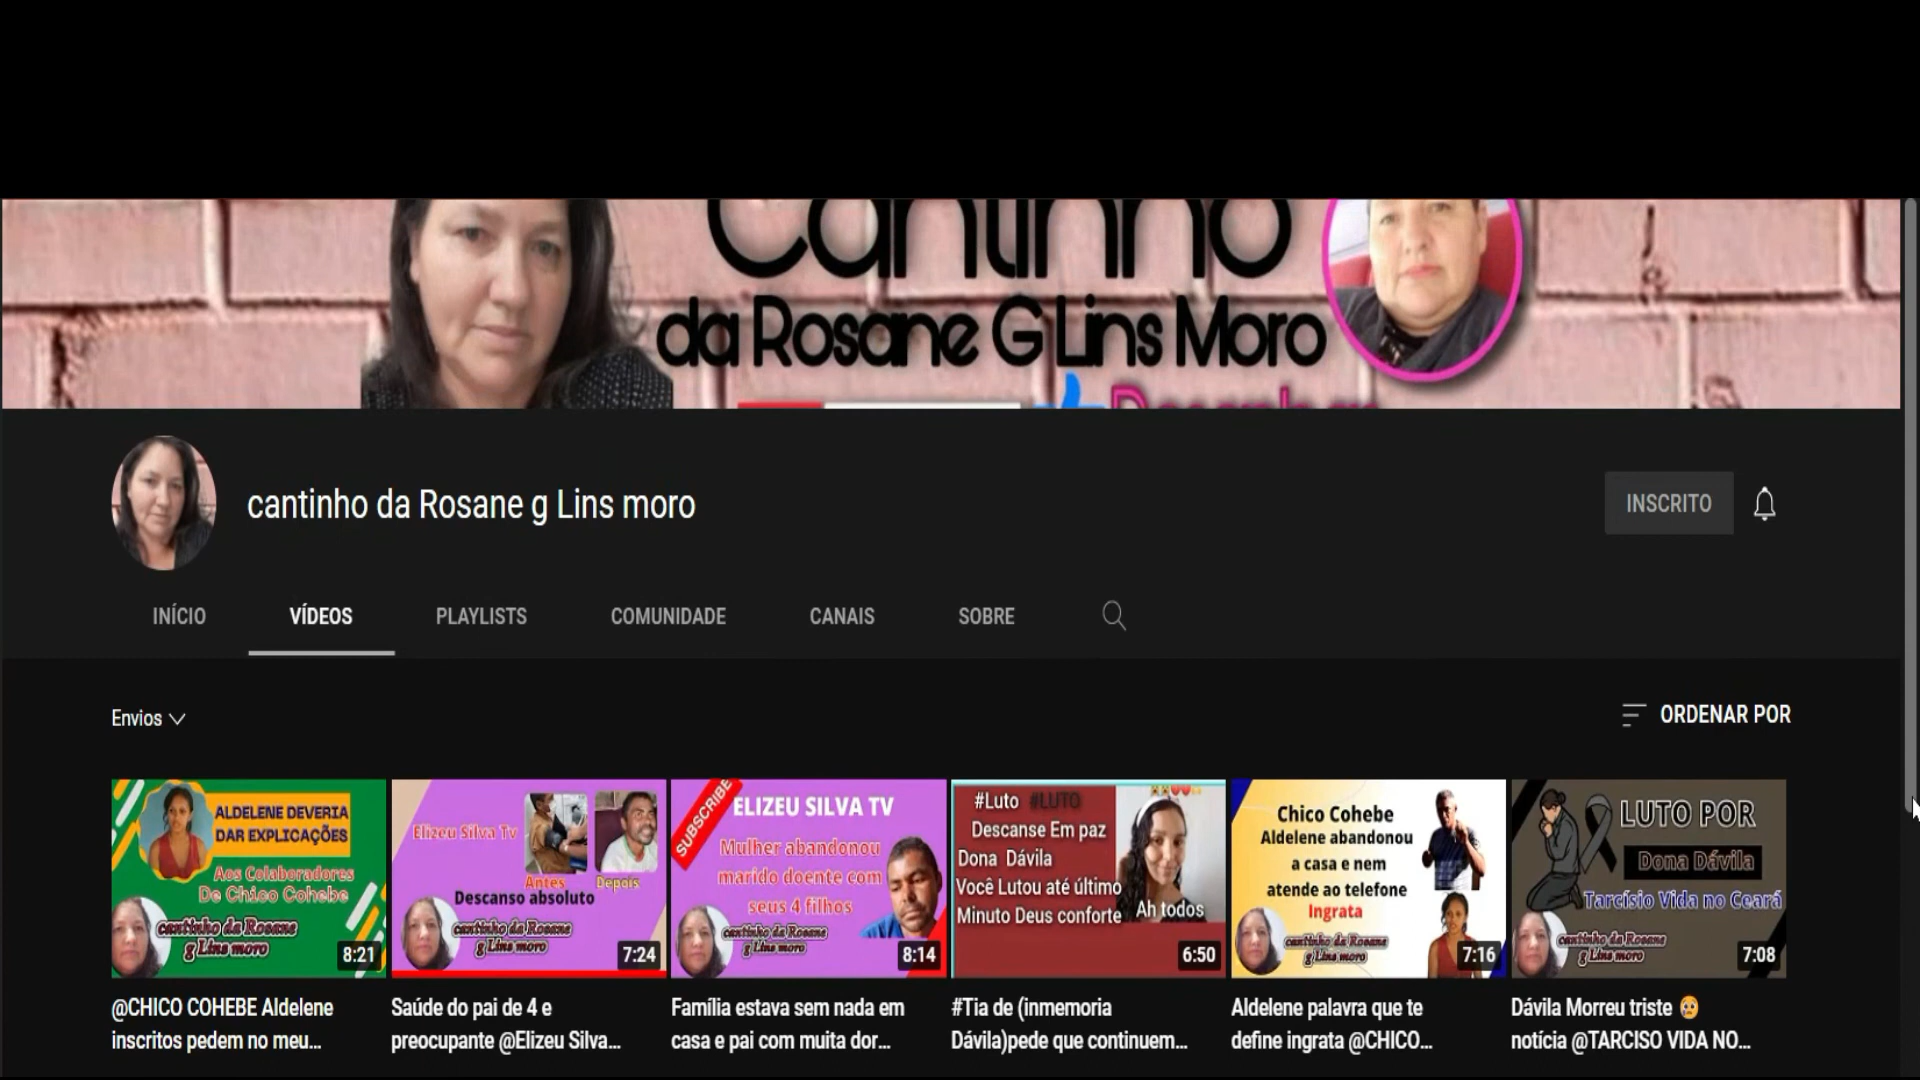 Cantinho
da Rosane G Lins Moro
cantinho da Rosane g Lins moro
INSCRITO
INÍCIO
VÍDEOS
PLAYLISTS
COMUNIDADE
CANAIS
SOBRE
Envios
ORDENAR POR
ALDELENE DEVERIA
DAR EXPLICAÇÕES
Aos Colaboradores
De Chico Cohebe
cantinho da Rosane
g Lins moro
8:21
@CHICO COHEBE Aldelene
inscritos pedem no meu...
Elizeu Silva Tv
Antes
Depois
Descanso absoluto
cantinho da Rosane
g Lins moro
7:24
Saúde do pai de 4 e
preocupante @Elizeu Silva...
SUBSCRIBE
ELIZEU SILVA TV
Mulher abandonou
marido doente com
seus 4 filhos
cantinho da Rosane
g Lins moro
8:14
Família estava sem nada em
casa e pai com muita dor...
#Luto #LUTO
Descanse Em paz
Dona Dávila
Você Lutou até último
Minuto Deus conforte
Ah todos
6:50
#Tia de (inmemoria
Dávila)pede que continuem...
Chico Cohebe
Aldelene abandonou
a casa e nem
atende ao telefone
Ingrata
cantinho da Rosane
g Lins moro
7:16
Aldelene palavra que te
define ingrata @CHICO...
LUTO POR
Dona Dávila
Tarcísio Vida no Ceará
cantinho da Rosane
g Lins moro
7:08
Dávila Morreu triste 😢
notícia @TARCISO VIDA NO...